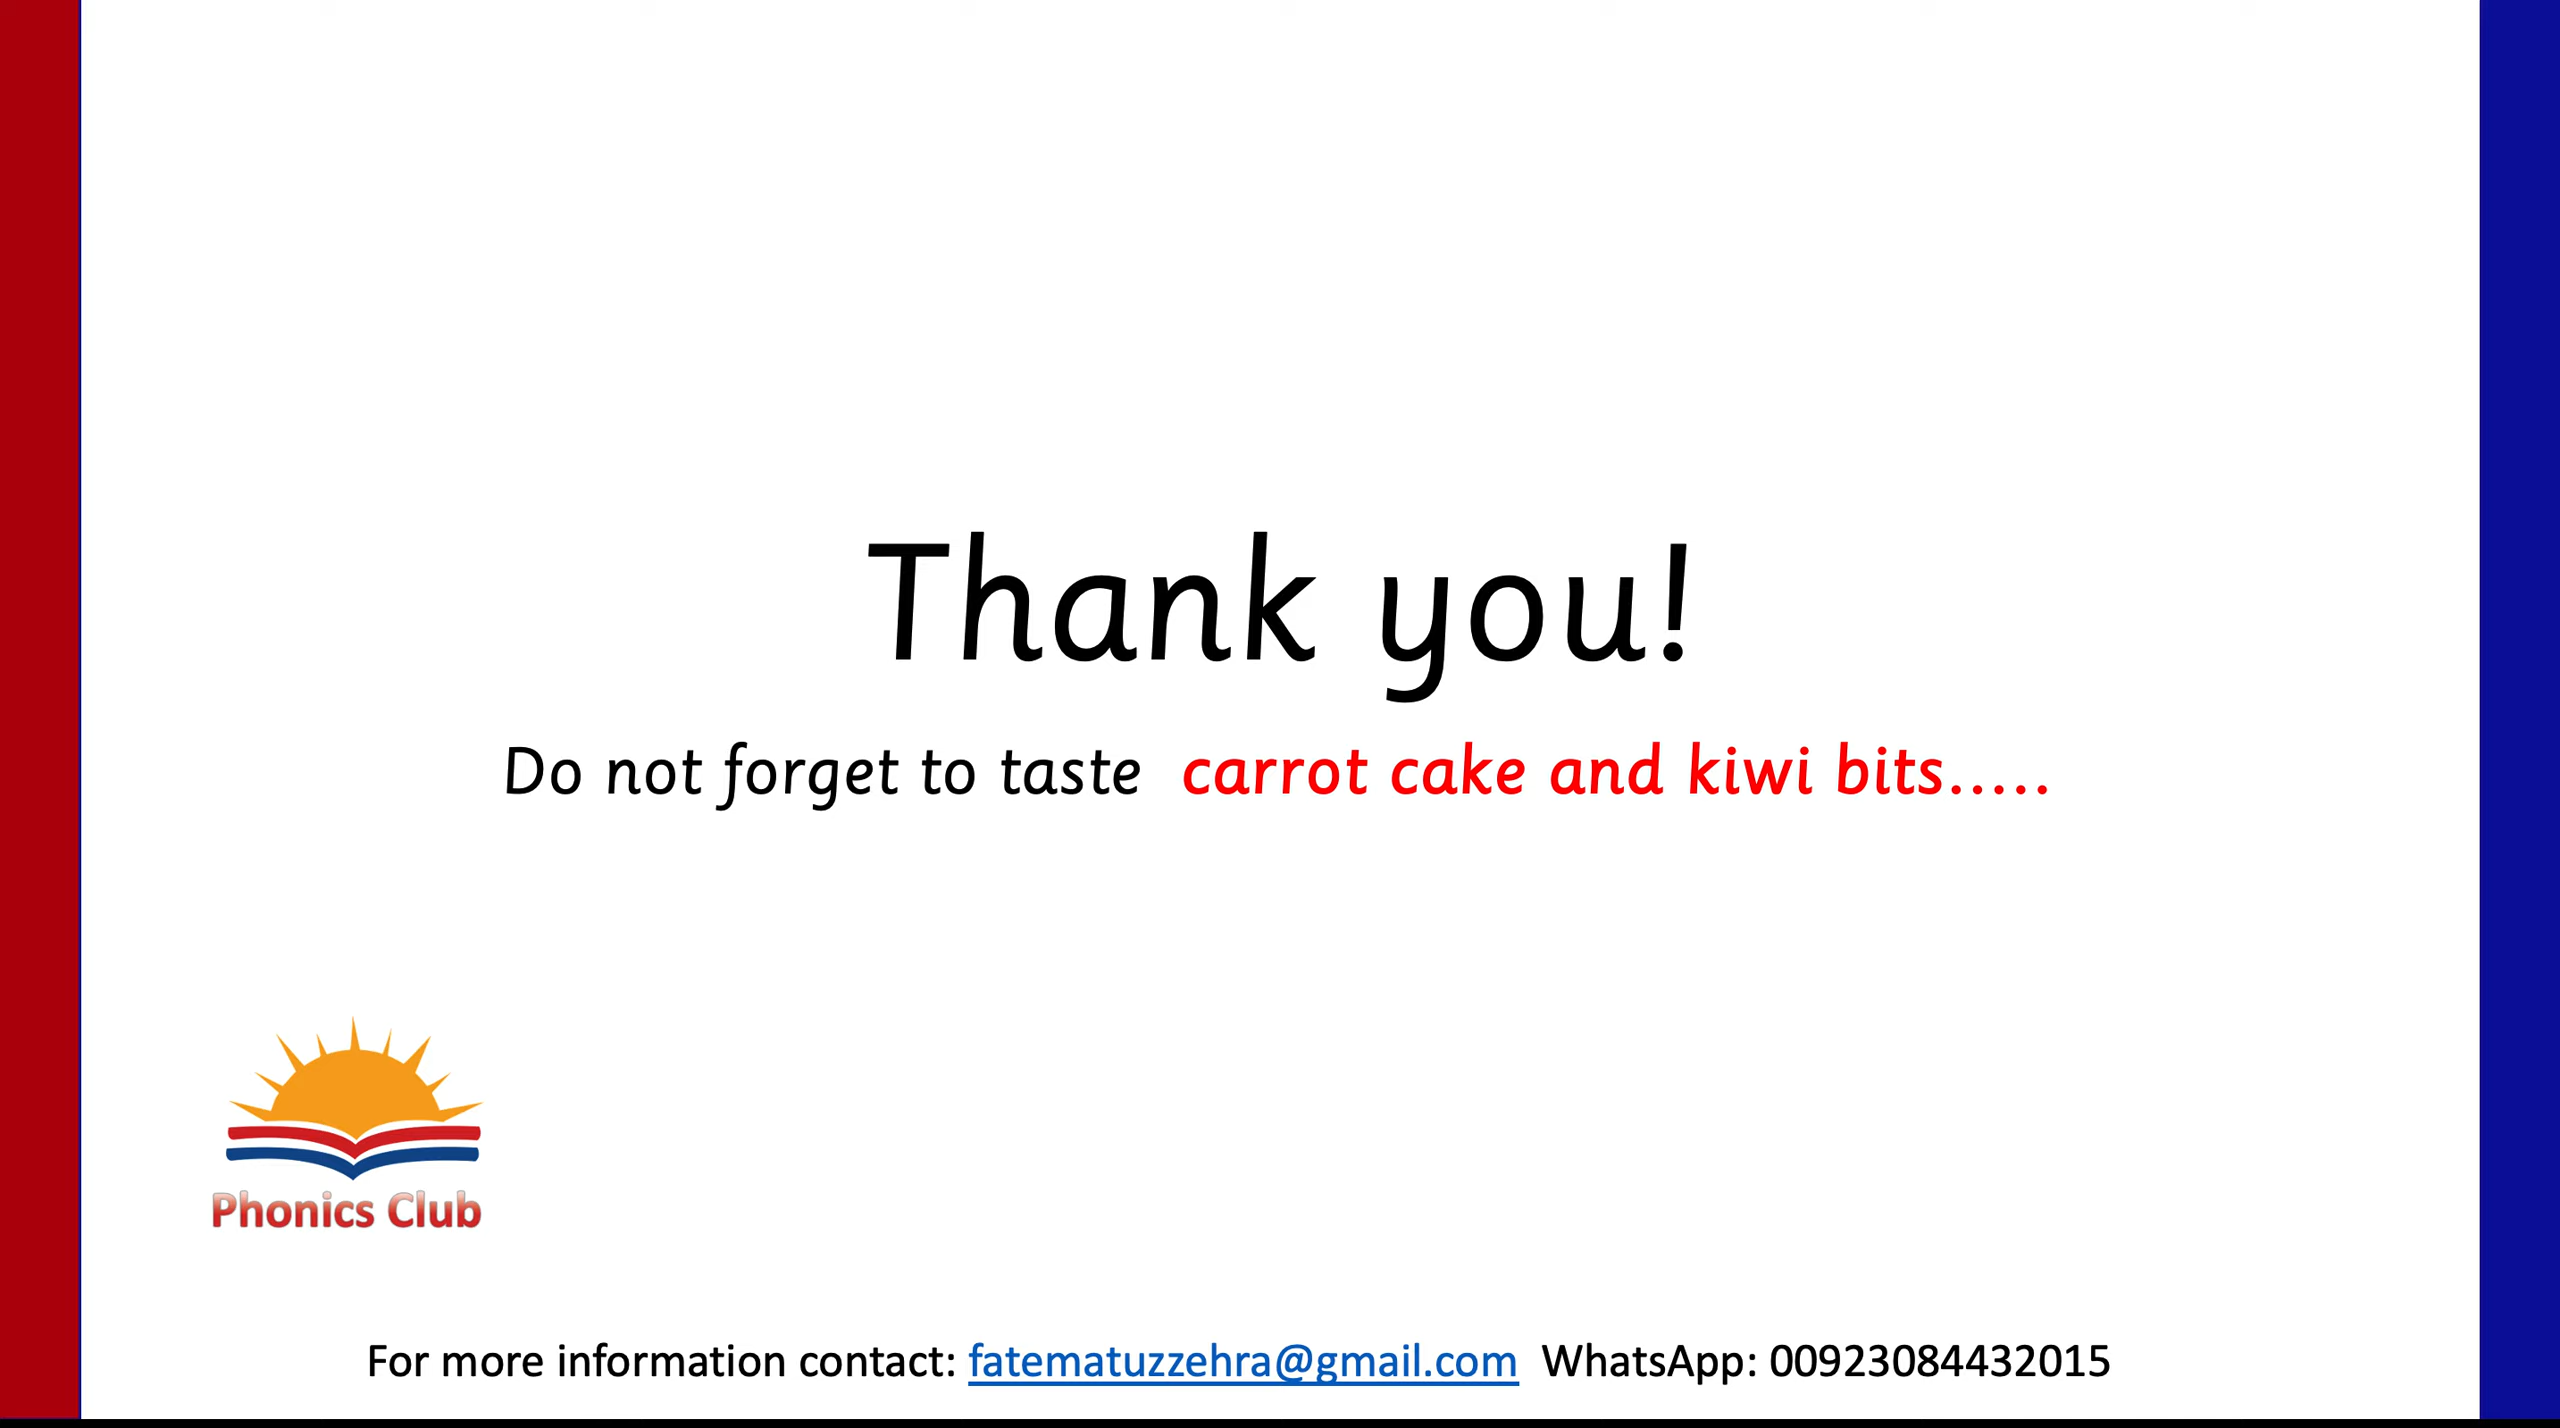 Thank you!
Do not forget to taste carrot cake and kiwi bits.....
Phonics Club
For more information contact: fatematuzzehra@gmail.com WhatsApp: 00923084432015